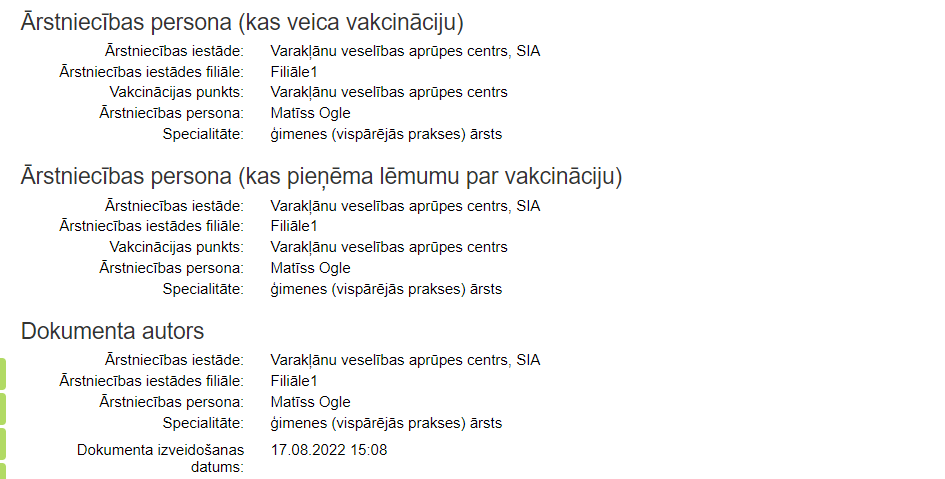 Ārstniecības persona (kas veica vakcināciju)
Ārstniecības iestāde: Varakļānu veselības aprūpes centrs, SIA
Ārstniecības iestādes filiāle: Filiāle1
Vakcinācijas punkts: Varakļānu veselības aprūpes centrs
Ārstniecības persona: Matīss Ogle
Specialitāte: ģimenes (vispārējās prakses) ārsts
Ārstniecības persona (kas pieņēma lēmumu par vakcināciju)
Ārstniecības iestāde: Varakļānu veselības aprūpes centrs, SIA
Ārstniecības iestādes filiāle: Filiāle1
Vakcinācijas punkts: Varakļānu veselības aprūpes centrs
Ārstniecības persona: Matīss Ogle
Specialitāte: ģimenes (vispārējās prakses) ārsts
Dokumenta autors
Ārstniecības iestāde: Varakļānu veselības aprūpes centrs, SIA
Ārstniecības iestādes filiāle: Filiāle1
Ārstniecības persona: Matīss Ogle
Specialitāte: ģimenes (vispārējās prakses) ārsts
Dokumenta izveidošanas 17.08.2022 15:08
datums: